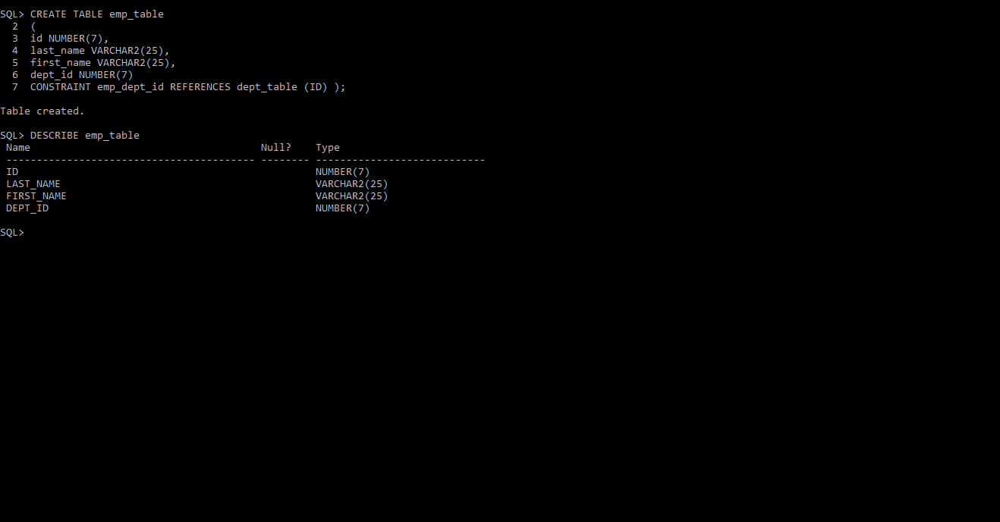 SQL> CREATE TABLE emp_table
  2  (
  3  id NUMBER(7),
  4  last_name VARCHAR2(25),
  5  first_name VARCHAR2(25),
  6  dept_id NUMBER(7)
  7  CONSTRAINT emp_dept_id REFERENCES dept_table (ID) );
Table created.
SQL> DESCRIBE emp_table
 Name                                      Null?    Type
 ----------------------------------------- -------- ----------------------------
 ID                                                 NUMBER(7)
 LAST_NAME                                          VARCHAR2(25)
 FIRST_NAME                                         VARCHAR2(25)
 DEPT_ID                                            NUMBER(7)
SQL>